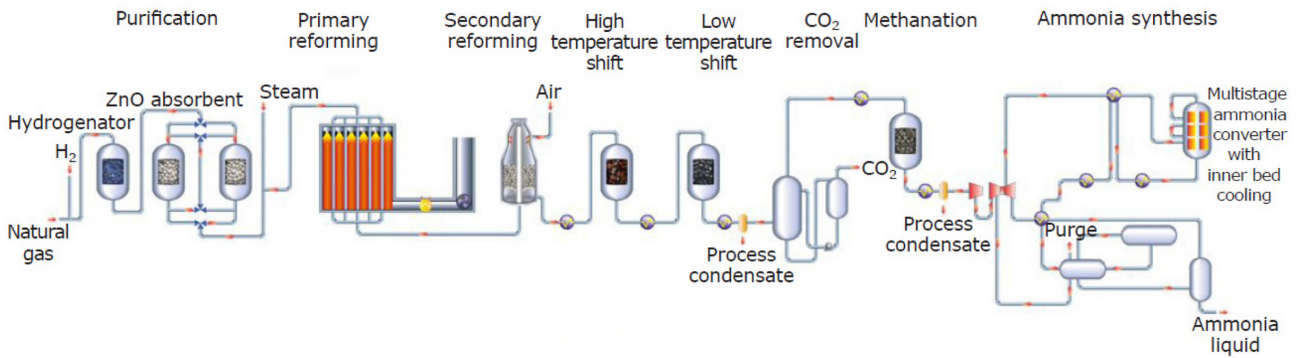 Purification
Primary
reforming
Secondary
reforming
High
temperature
shift
Low
temperature
shift
CO₂
removal
Methanation
Ammonia synthesis
ZnO absorbent
Hydrogenator
H₂
Natural
gas
Steam
Air
Process
condensate
CO₂
Process
condensate
Purge
Multistage
ammonia
converter
with
inner bed
cooling
Ammonia
liquid